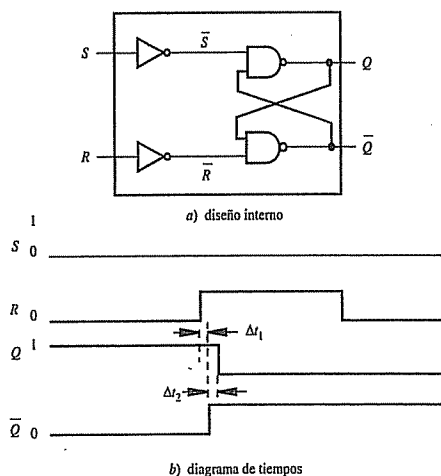 S
S̅
Q
R
R̅
Q̅
a) diseño interno
1
S 0
R 0
Δt₁
Q 1
Δt₂
Q̅ 0
b) diagrama de tiempos